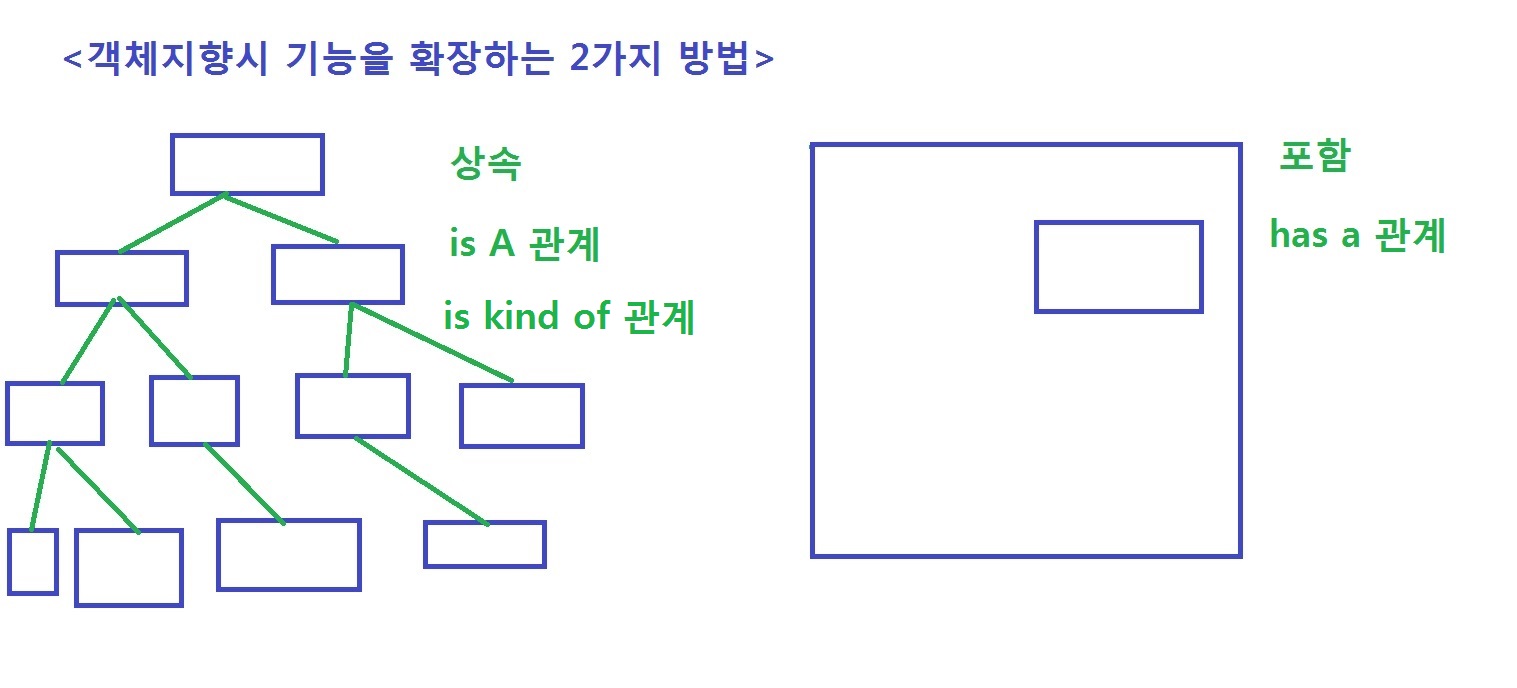 <객체지향시 기능을 확장하는 2가지 방법>
상속
is A 관계
is kind of 관계
포함
has a 관계